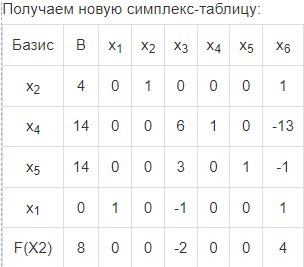 Получаем новую симплекс-таблицу:
Базис B x1 x2 x3 x4 x5 x6
x2 4 0 1 0 0 0 1
x4 14 0 0 6 1 0 -13
x5 14 0 0 3 0 1 -1
x1 0 1 0 -1 0 0 1
F(X2) 8 0 0 -2 0 0 4